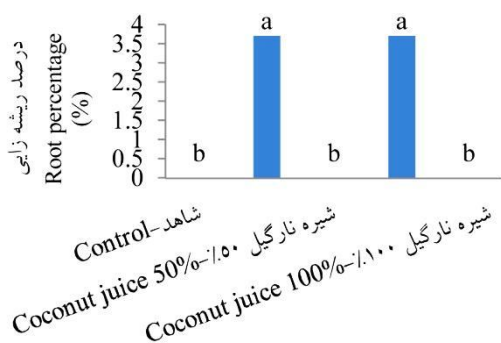 درصد ریشه زایی
Root percentage
(%)
4
3.5
3
2.5
2
1.5
1
0.5
0
b
a
b
a
b
Control-شاهد
Coconut juice 50%-٪۵۰ شیره نارگیل
Coconut juice 100%-٪۱۰۰ شیره نارگیل